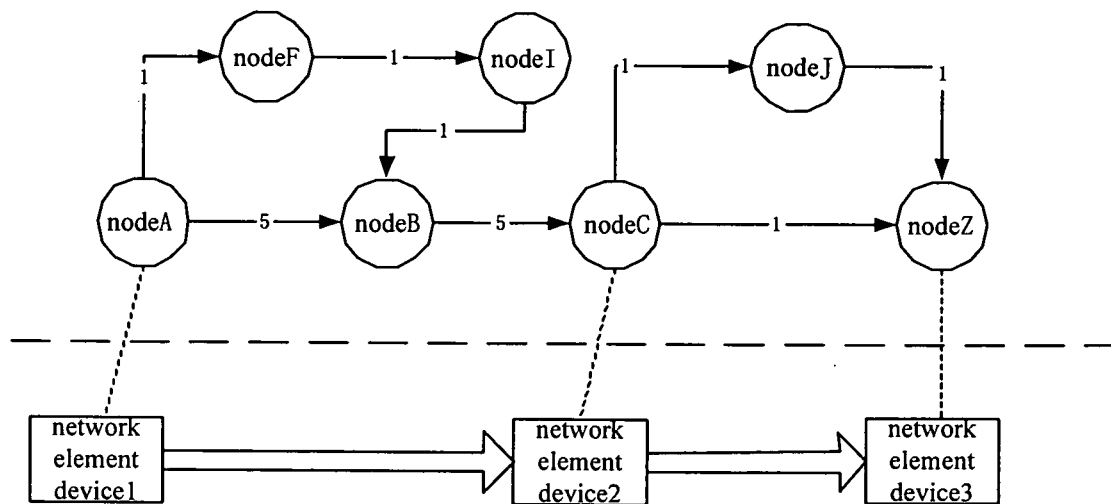 nodeF
1
nodeI
1
nodeJ
1
1
1
1
nodeA
5
nodeB
5
nodeC
1
nodeZ
network
element
device1
network
element
device2
network
element
device3